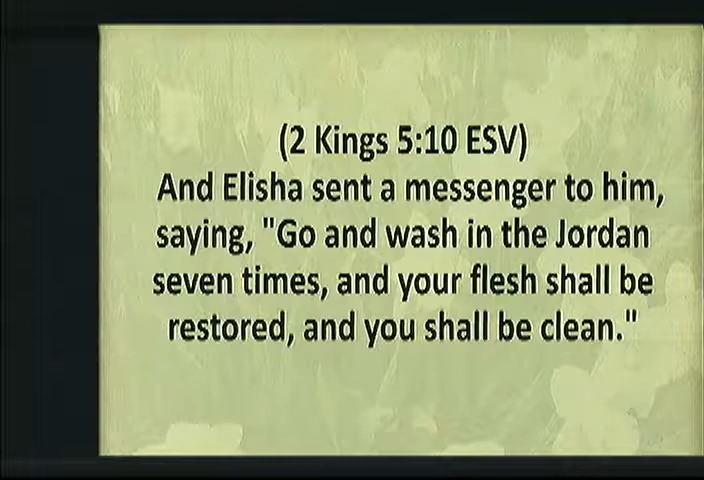 (2 Kings 5:10 ESV)
And Elisha sent a messenger to him,
saying, "Go and wash in the Jordan
seven times, and your flesh shall be
restored, and you shall be clean."